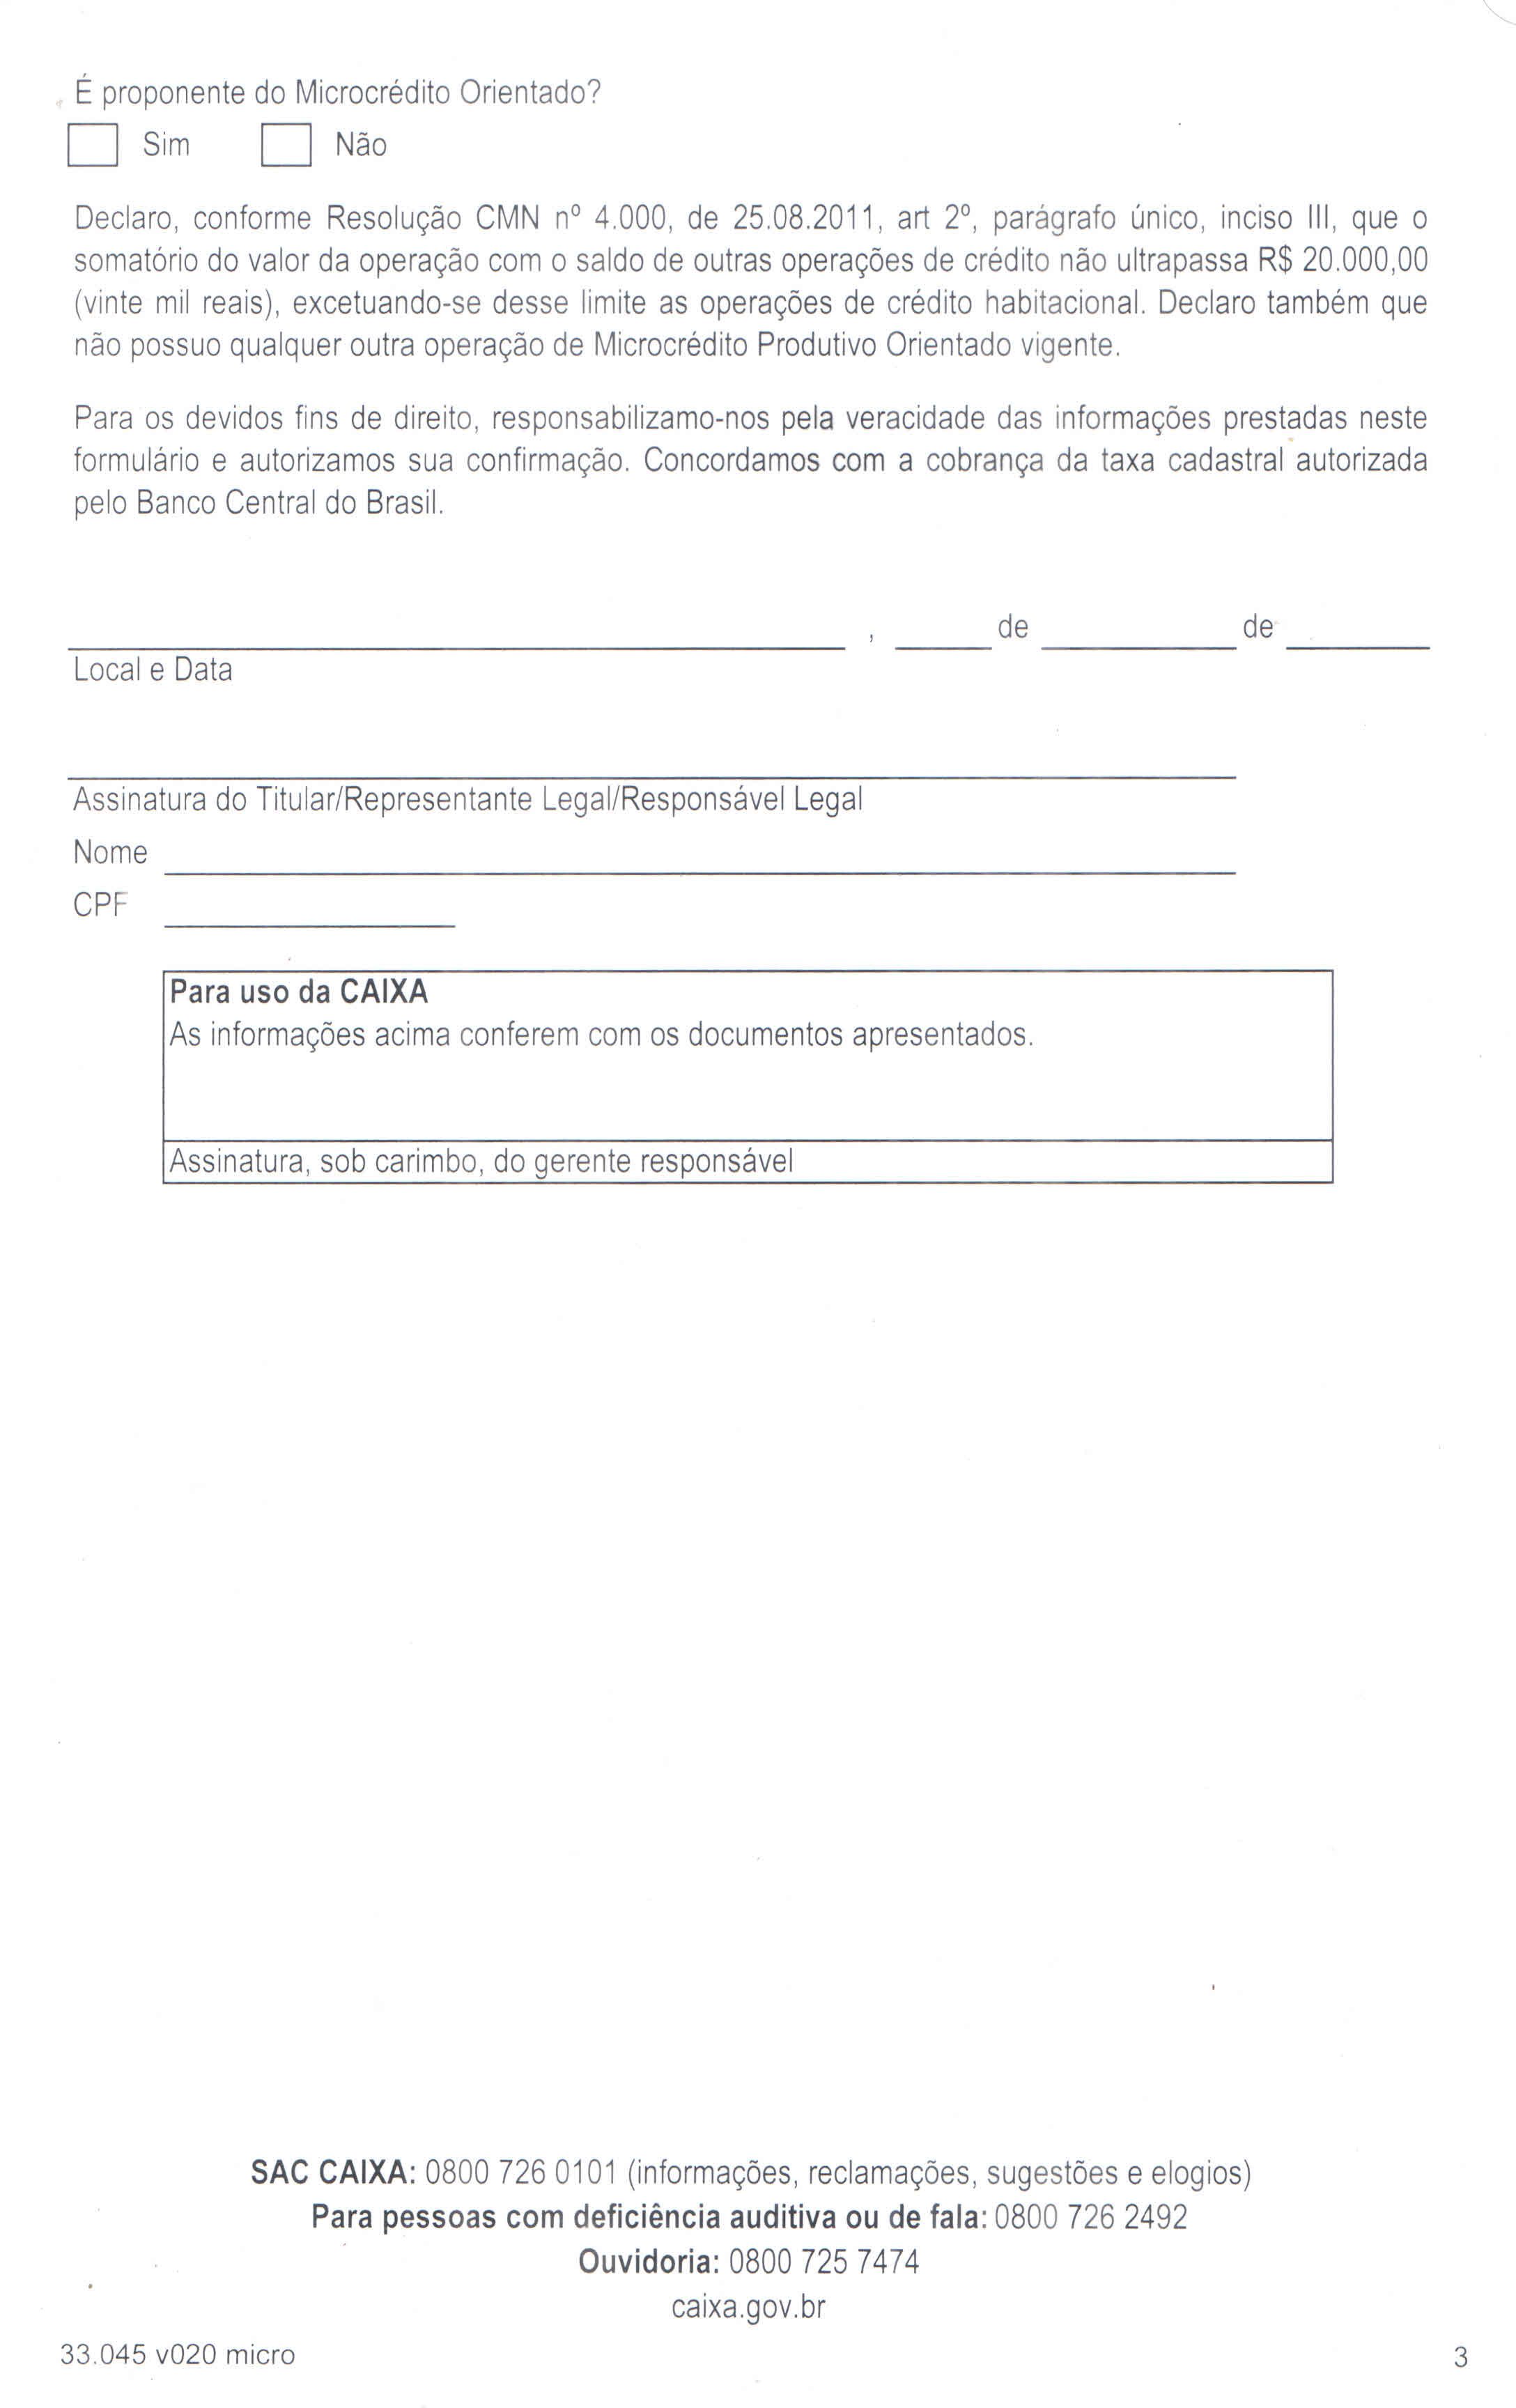 É proponente do Microcrédito Orientado?
Sim Não
Declaro, conforme Resolução CMN nº 4.000, de 25.08.2011, art 2º, parágrafo único, inciso III, que o
somatório do valor da operação com o saldo de outras operações de crédito não ultrapassa R$ 20.000,00
(vinte mil reais), excetuando-se desse limite as operações de crédito habitacional. Declaro também que
não possuo qualquer outra operação de Microcrédito Produtivo Orientado vigente.
Para os devidos fins de direito, responsabilizamo-nos pela veracidade das informações prestadas neste
formulário e autorizamos sua confirmação. Concordamos com a cobrança da taxa cadastral autorizada
pelo Banco Central do Brasil.
, de de
Local e Data
Assinatura do Titular/Representante Legal/Responsável Legal
Nome
CPF
Para uso da CAIXA
As informações acima conferem com os documentos apresentados.
Assinatura, sob carimbo, do gerente responsável
SAC CAIXA: 0800 726 0101 (informações, reclamações, sugestões e elogios)
Para pessoas com deficiência auditiva ou de fala: 0800 726 2492
Ouvidoria: 0800 725 7474
caixa.gov.br
33.045 v020 micro 3